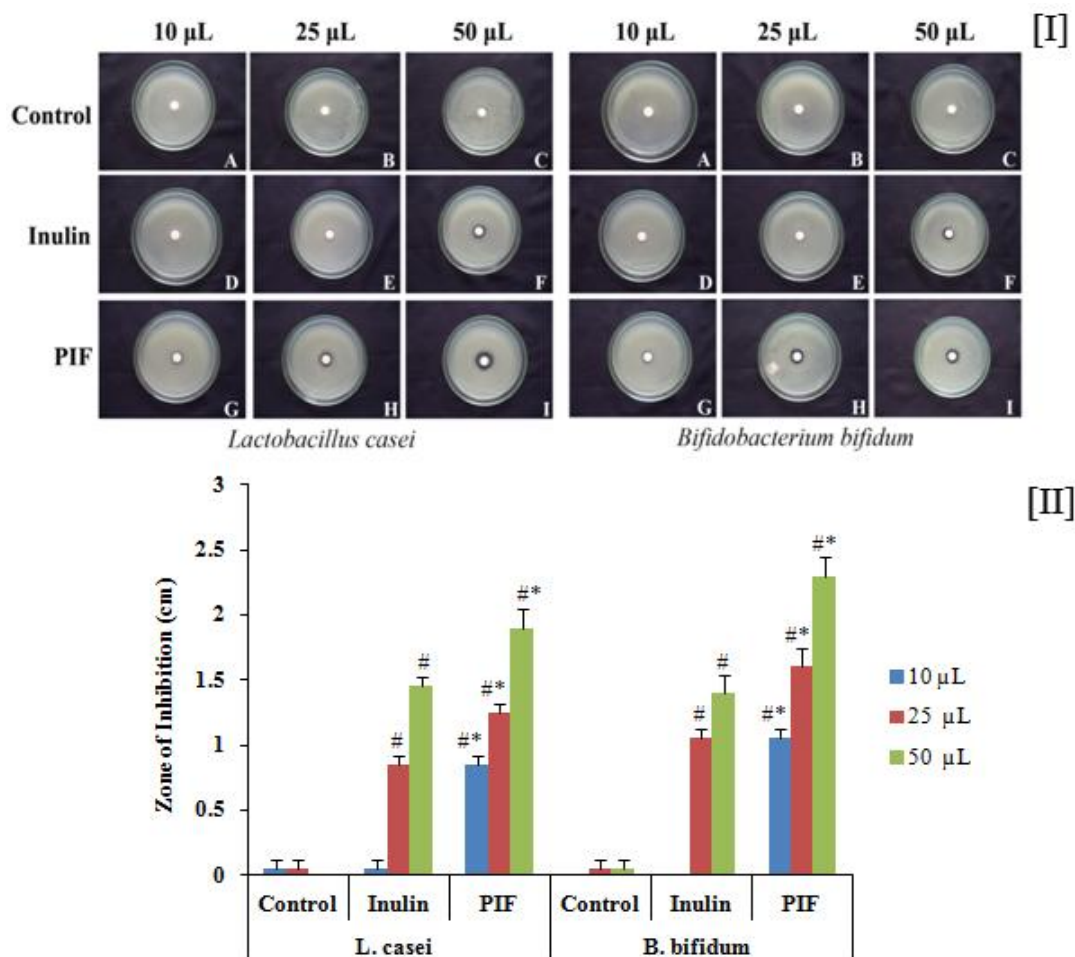 10 µL 25 µL 50 µL 10 µL 25 µL 50 µL [I]
Control A B C A B C
Inulin D E F D E F
PIF G H I G H I
Lactobacillus casei Bifidobacterium bifidum
[II]
Zone of Inhibition (cm)
3
2.5
2
1.5
1
0.5
0
# # #* #* #*
# # #* #* #*
Control Inulin PIF Control Inulin PIF
L. casei B. bifidum
10 µL
25 µL
50 µL